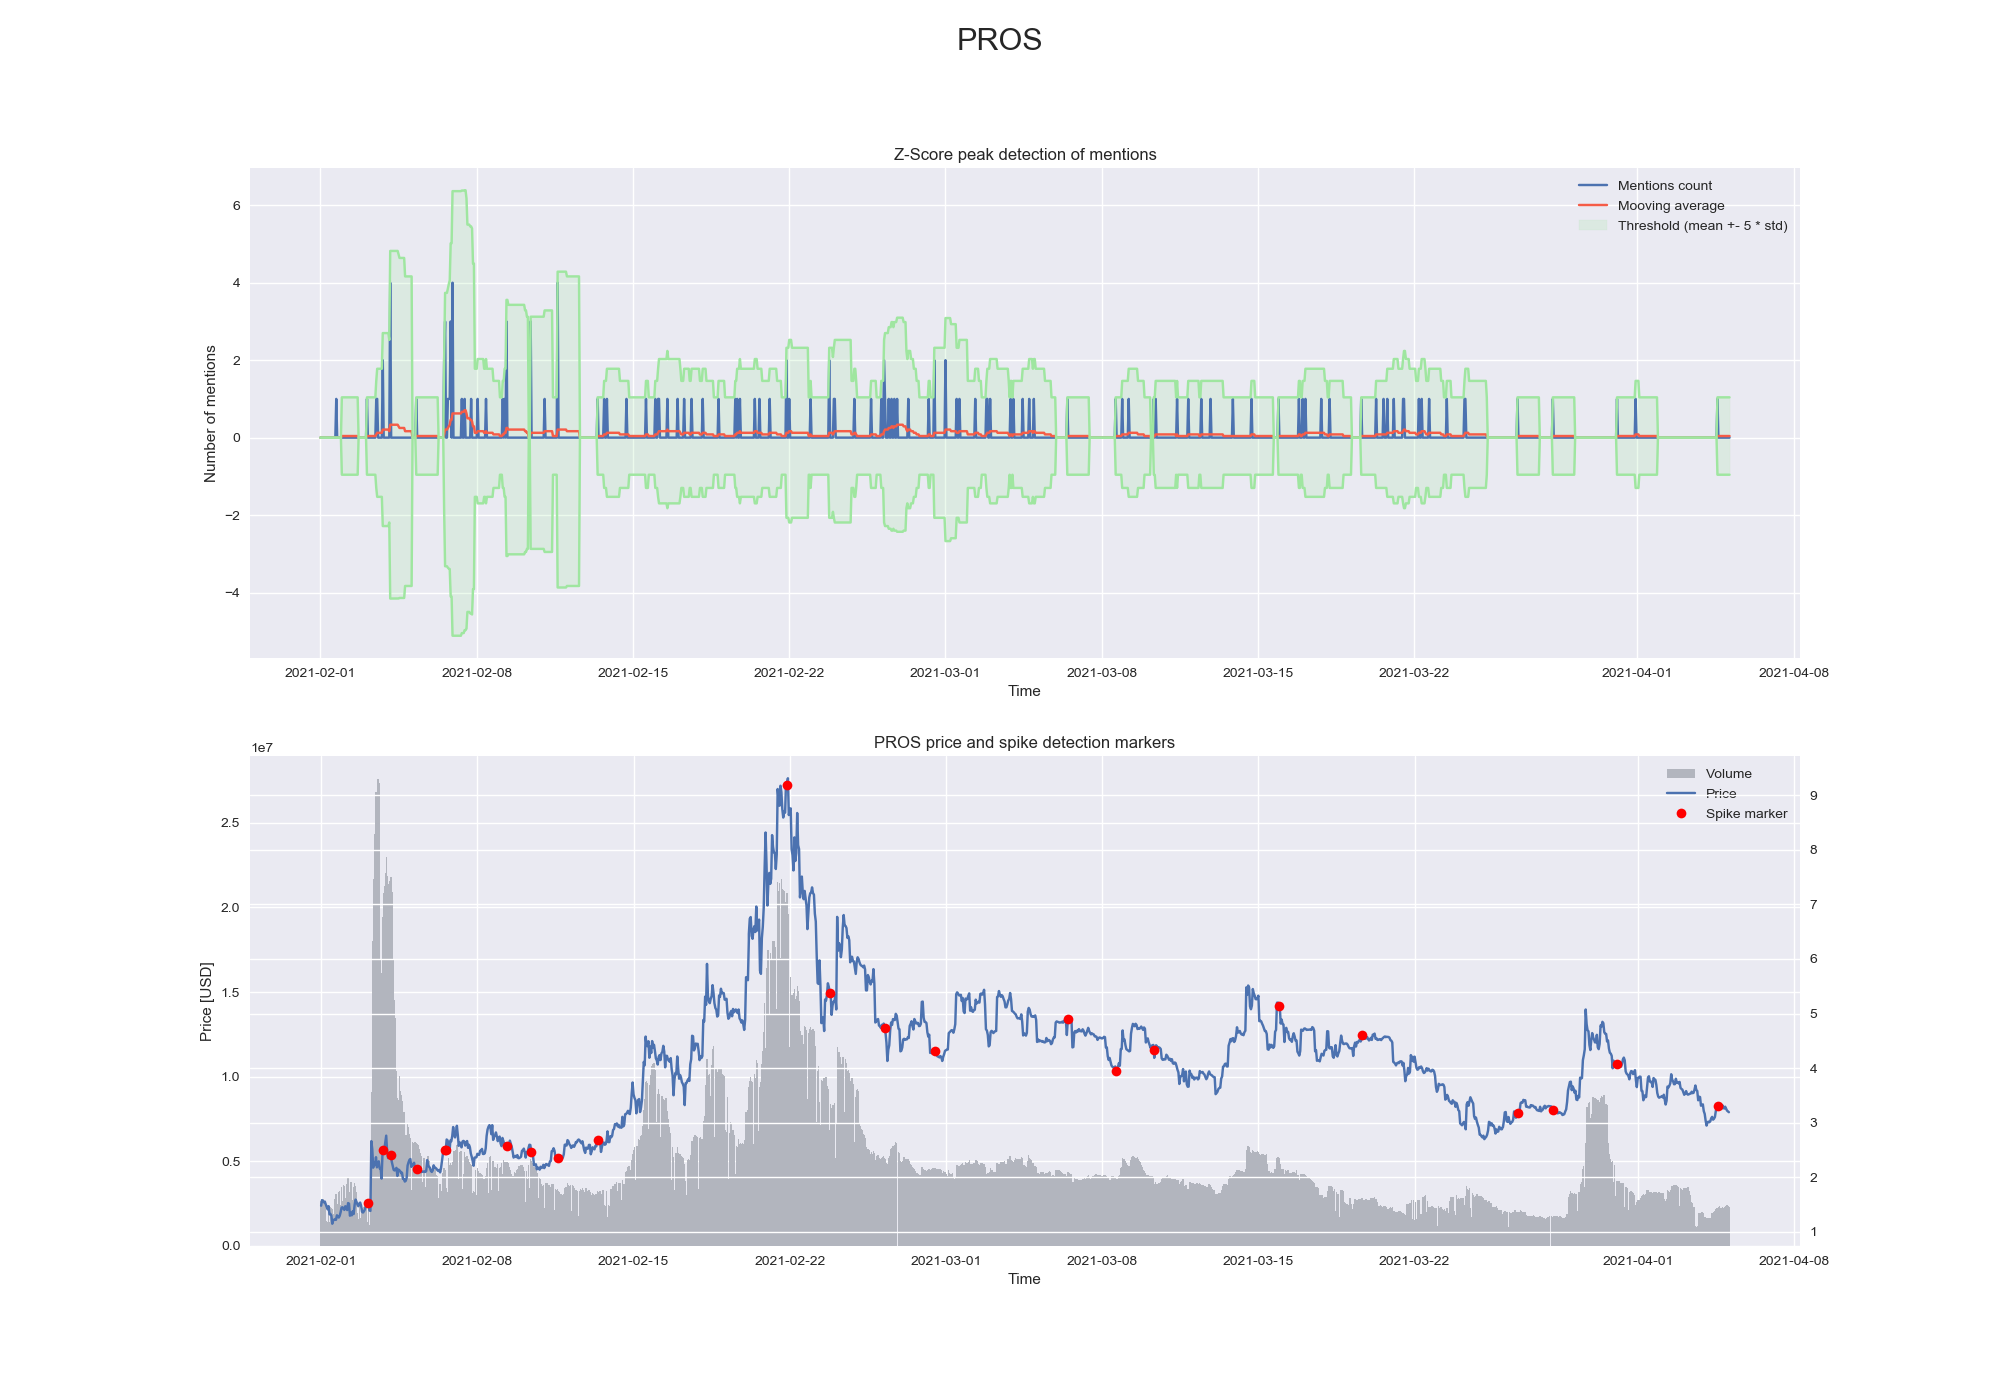 PROS
Z-Score peak detection of mentions
Mentions count
Mooving average
Threshold (mean +- 5 * std)
Number of mentions
6
4
2
0
−2
−4
2021-02-01 2021-02-08 2021-02-15 2021-02-22 2021-03-01 2021-03-08 2021-03-15 2021-03-22 2021-04-01 2021-04-08
Time
PROS price and spike detection markers
1e7
Volume
Price
Spike marker
Price [USD]
2.5
2.0
1.5
1.0
0.5
0.0
9
8
7
6
5
4
3
2
1
2021-02-01 2021-02-08 2021-02-15 2021-02-22 2021-03-01 2021-03-08 2021-03-15 2021-03-22 2021-04-01 2021-04-08
Time